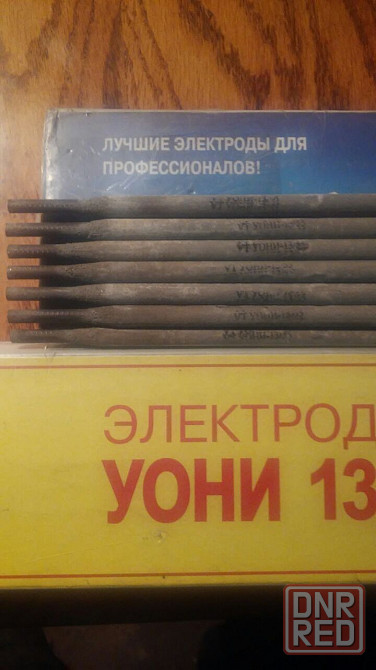 ЛУЧШИЕ ЭЛЕКТРОДЫ ДЛЯ
ПРОФЕССИОНАЛОВ!
ЭЛЕКТРОД
УОНИ 13
DNR
RED